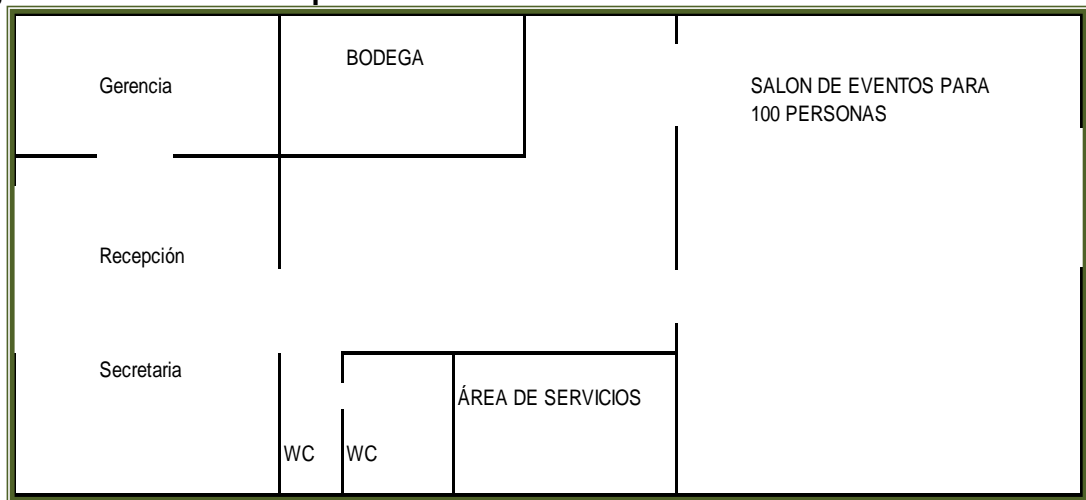 BODEGA
Gerencia
SALON DE EVENTOS PARA
100 PERSONAS
Recepción
Secretaria
ÁREA DE SERVICIOS
WC
WC